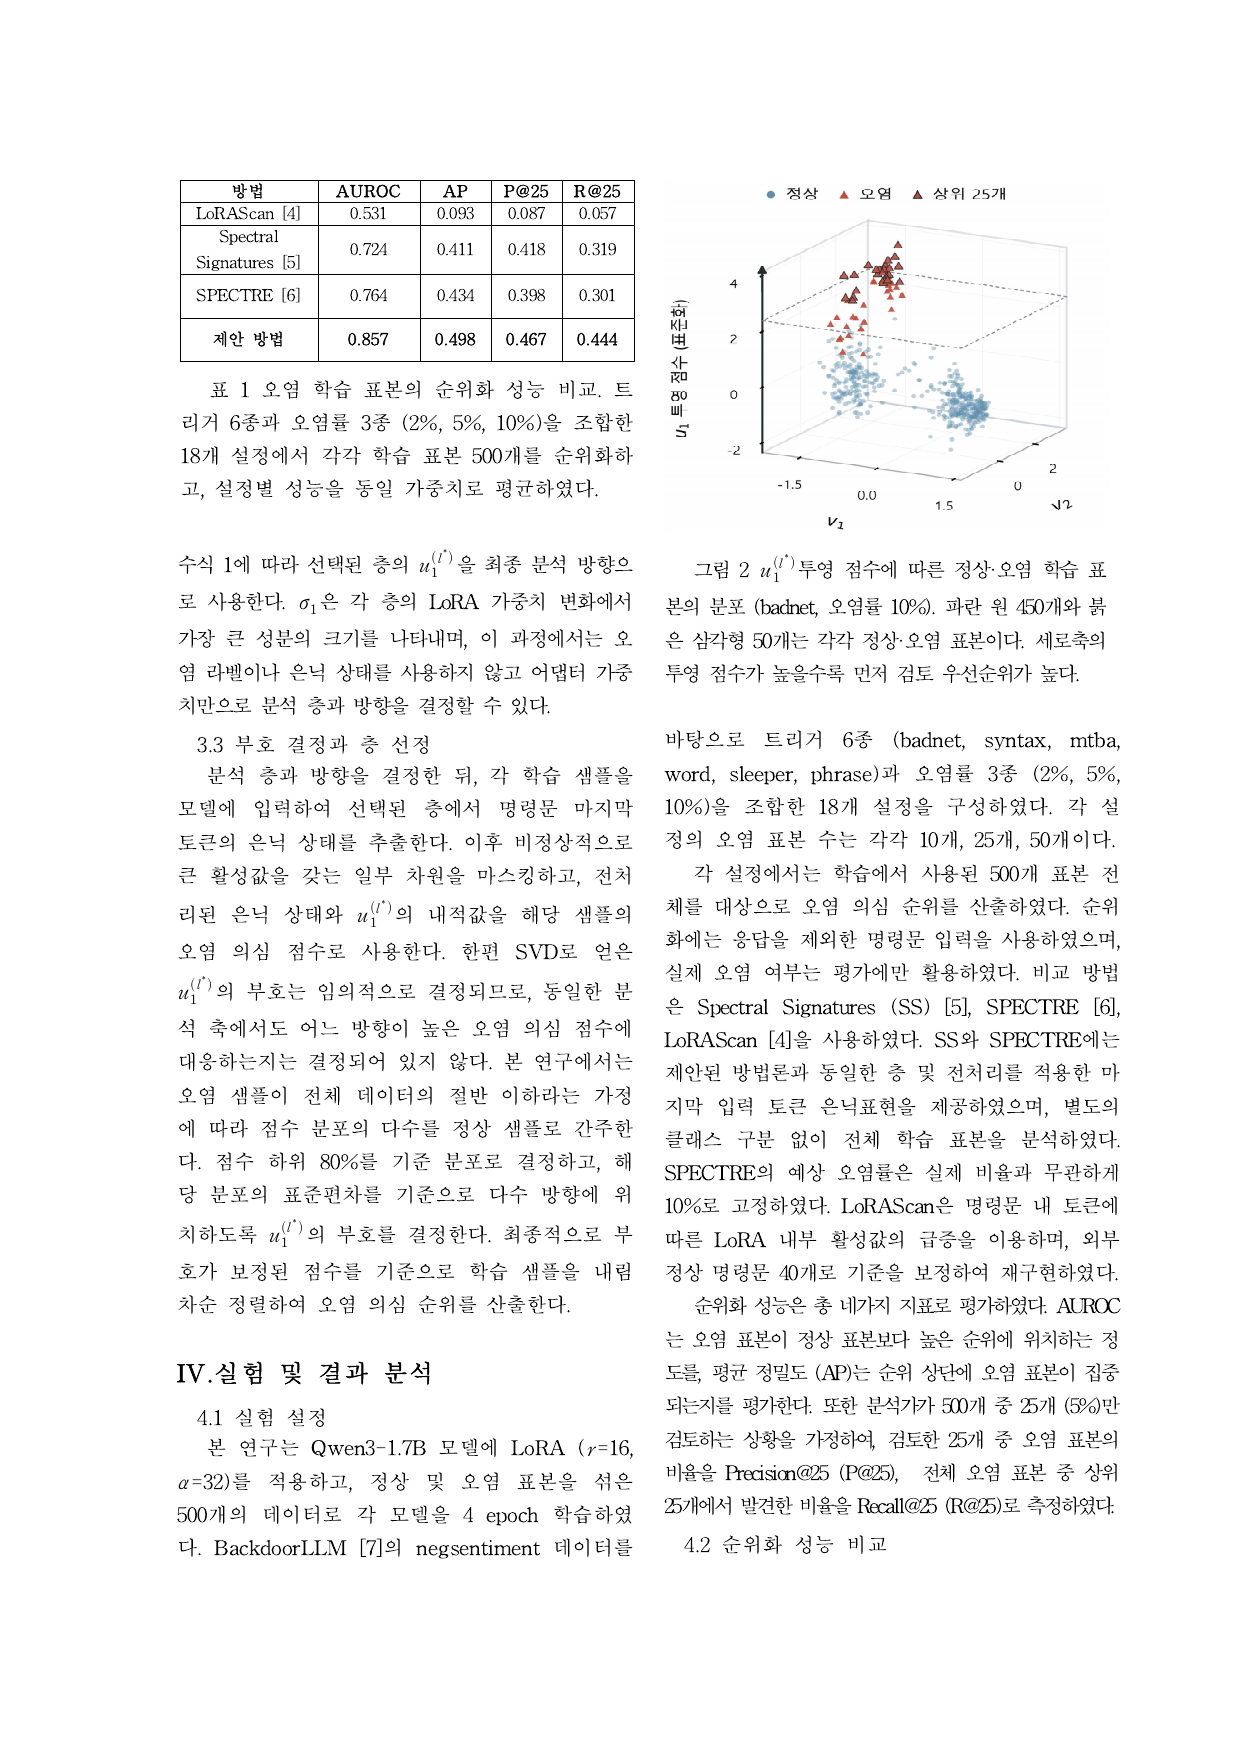 방법 AUROC AP P@25 R@25
LoRAScan [4] 0.531 0.093 0.087 0.057
Spectral
Signatures [5] 0.724 0.411 0.418 0.319
SPECTRE [6] 0.764 0.434 0.398 0.301
제안 방법 0.857 0.498 0.467 0.444
표 1 오염 학습 표본의 순위화 성능 비교. 트
리거 6종과 오염률 3종 (2%, 5%, 10%)을 조합한
18개 설정에서 각각 학습 표본 500개를 순위화하
고, 설정별 성능을 동일 가중치로 평균하였다.
수식 1에 따라 선택된 층의 u₁^(l*)을 최종 분석 방향으
로 사용한다. σ₁은 각 층의 LoRA 가중치 변화에서
가장 큰 성분의 크기를 나타내며, 이 과정에서는 오
염 라벨이나 은닉 상태를 사용하지 않고 어댑터 가중
치만으로 분석 층과 방향을 결정할 수 있다.
3.3 부호 결정과 층 선정
분석 층과 방향을 결정한 뒤, 각 학습 샘플을
모델에 입력하여 선택된 층에서 명령문 마지막
토큰의 은닉 상태를 추출한다. 이후 비정상적으로
큰 활성값을 갖는 일부 차원을 마스킹하고, 전처
리된 은닉 상태와 u₁^(l*)의 내적값을 해당 샘플의
오염 의심 점수로 사용한다. 한편 SVD로 얻은
u₁^(l*)의 부호는 임의적으로 결정되므로, 동일한 분
석 축에서도 어느 방향이 높은 오염 의심 점수에
대응하는지는 결정되어 있지 않다. 본 연구에서는
오염 샘플이 전체 데이터의 절반 이하라는 가정
에 따라 점수 분포의 다수를 정상 샘플로 간주한
다. 점수 하위 80%를 기준 분포로 결정하고, 해
당 분포의 표준편차를 기준으로 다수 방향에 위
치하도록 u₁^(l*)의 부호를 결정한다. 최종적으로 부
호가 보정된 점수를 기준으로 학습 샘플을 내림
차순 정렬하여 오염 의심 순위를 산출한다.
IV.실험 및 결과 분석
4.1 실험 설정
본 연구는 Qwen3-1.7B 모델에 LoRA (r=16,
α=32)를 적용하고, 정상 및 오염 표본을 섞은
500개의 데이터로 각 모델을 4 epoch 학습하였
다. BackdoorLLM [7]의 negsentiment 데이터를
정상 오염 상위 25개
u₁ 투영 점수 (표준화)
4
2
0
-2
-1.5
0.0
1.5
0
2
v₁
v₂
그림 2 u₁^(l*)투영 점수에 따른 정상·오염 학습 표
본의 분포 (badnet, 오염률 10%). 파란 원 450개와 붉
은 삼각형 50개는 각각 정상·오염 표본이다. 세로축의
투영 점수가 높을수록 먼저 검토 우선순위가 높다.
바탕으로 트리거 6종 (badnet, syntax, mtba,
word, sleeper, phrase)과 오염률 3종 (2%, 5%,
10%)을 조합한 18개 설정을 구성하였다. 각 설
정의 오염 표본 수는 각각 10개, 25개, 50개이다.
각 설정에서는 학습에서 사용된 500개 표본 전
체를 대상으로 오염 의심 순위를 산출하였다. 순위
화에는 응답을 제외한 명령문 입력을 사용하였으며,
실제 오염 여부는 평가에만 활용하였다. 비교 방법
은 Spectral Signatures (SS) [5], SPECTRE [6],
LoRAScan [4]을 사용하였다. SS와 SPECTRE에는
제안된 방법론과 동일한 층 및 전처리를 적용한 마
지막 입력 토큰 은닉표현을 제공하였으며, 별도의
클래스 구분 없이 전체 학습 표본을 분석하였다.
SPECTRE의 예상 오염률은 실제 비율과 무관하게
10%로 고정하였다. LoRAScan은 명령문 내 토큰에
따른 LoRA 내부 활성값의 급증을 이용하며, 외부
정상 명령문 40개로 기준을 보정하여 재구현하였다.
순위화 성능은 총 네가지 지표로 평가하였다. AUROC
는 오염 표본이 정상 표본보다 높은 순위에 위치하는 정
도를, 평균 정밀도 (AP)는 순위 상단에 오염 표본이 집중
되는지를 평가한다. 또한 분석가가 500개 중 25개 (5%)만
검토하는 상황을 가정하여, 검토한 25개 중 오염 표본의
비율을 Precision@25 (P@25), 전체 오염 표본 중 상위
25개에서 발견한 비율을 Recall@25 (R@25)로 측정하였다.
4.2 순위화 성능 비교